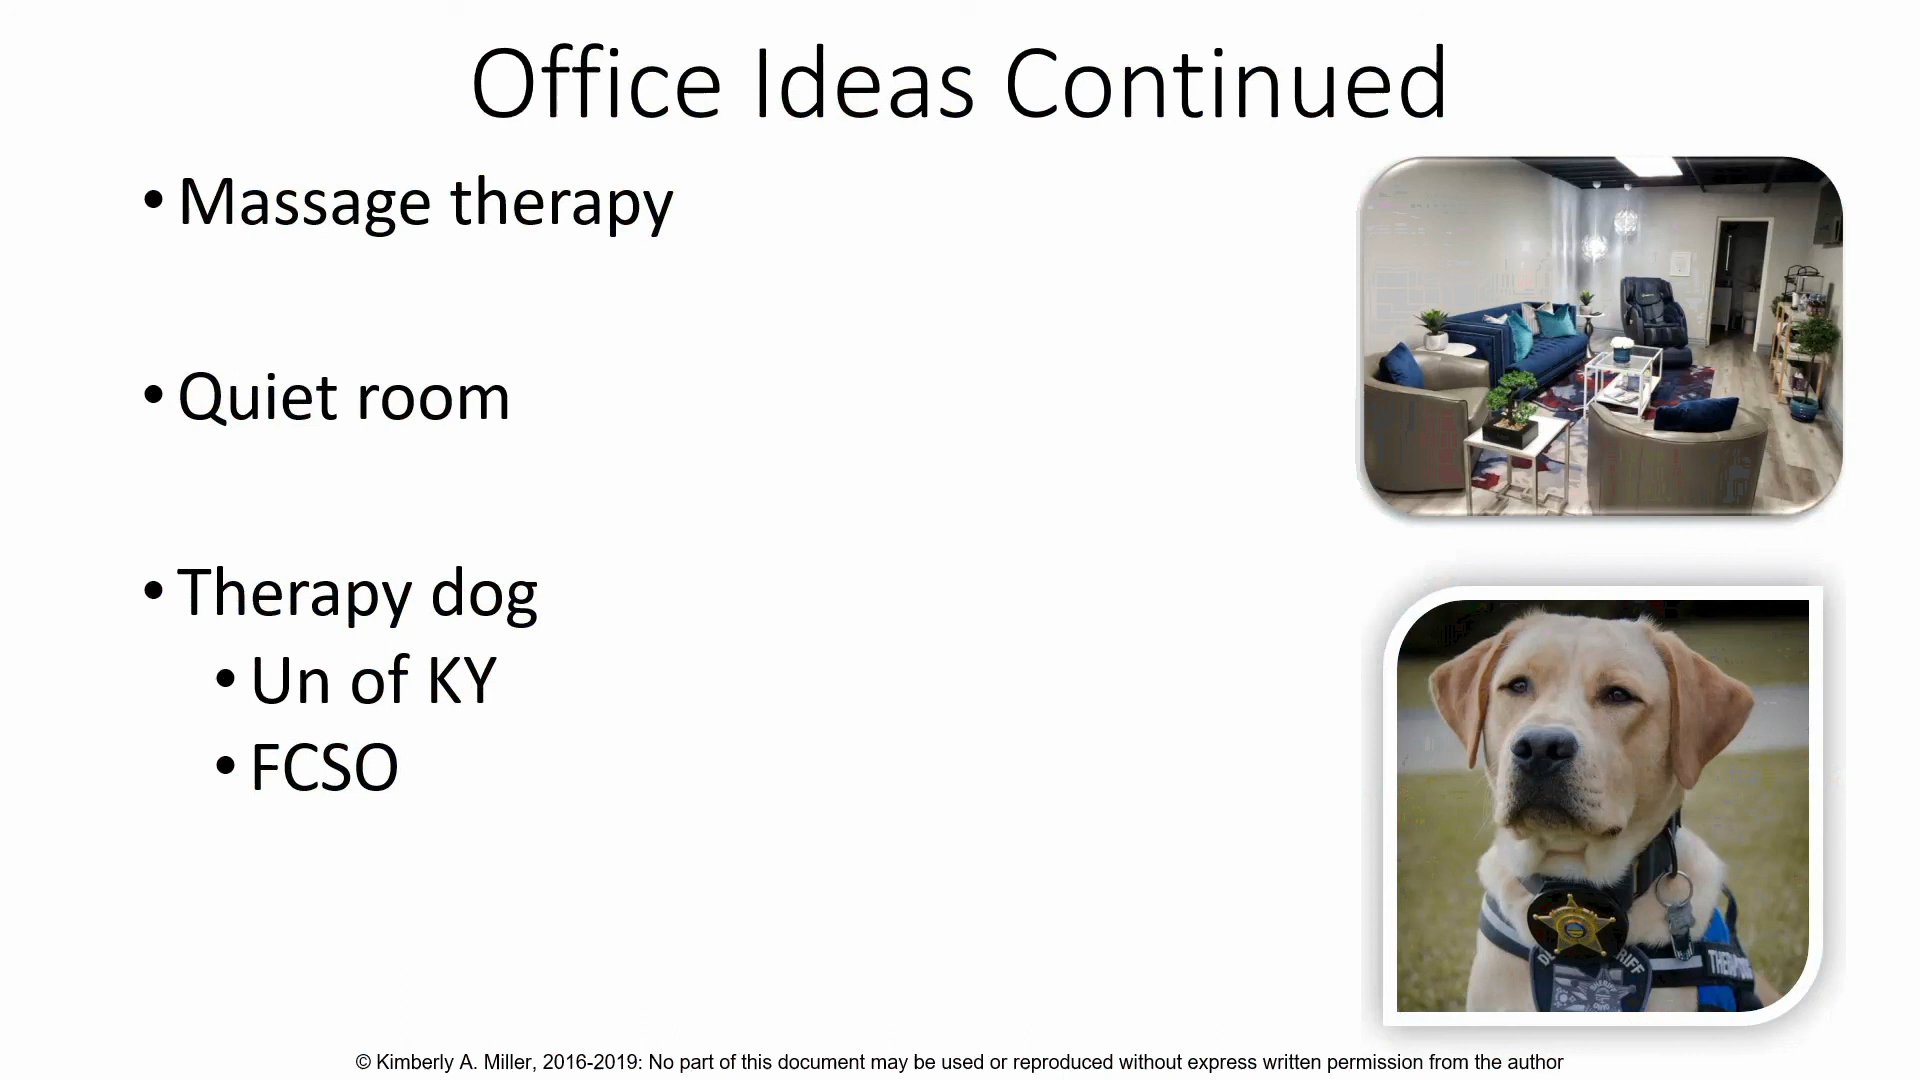 Office Ideas Continued
• Massage therapy
• Quiet room
• Therapy dog
• Un of KY
• FCSO
RIFF
© Kimberly A. Miller, 2016-2019: No part of this document may be used or reproduced without express written permission from the author